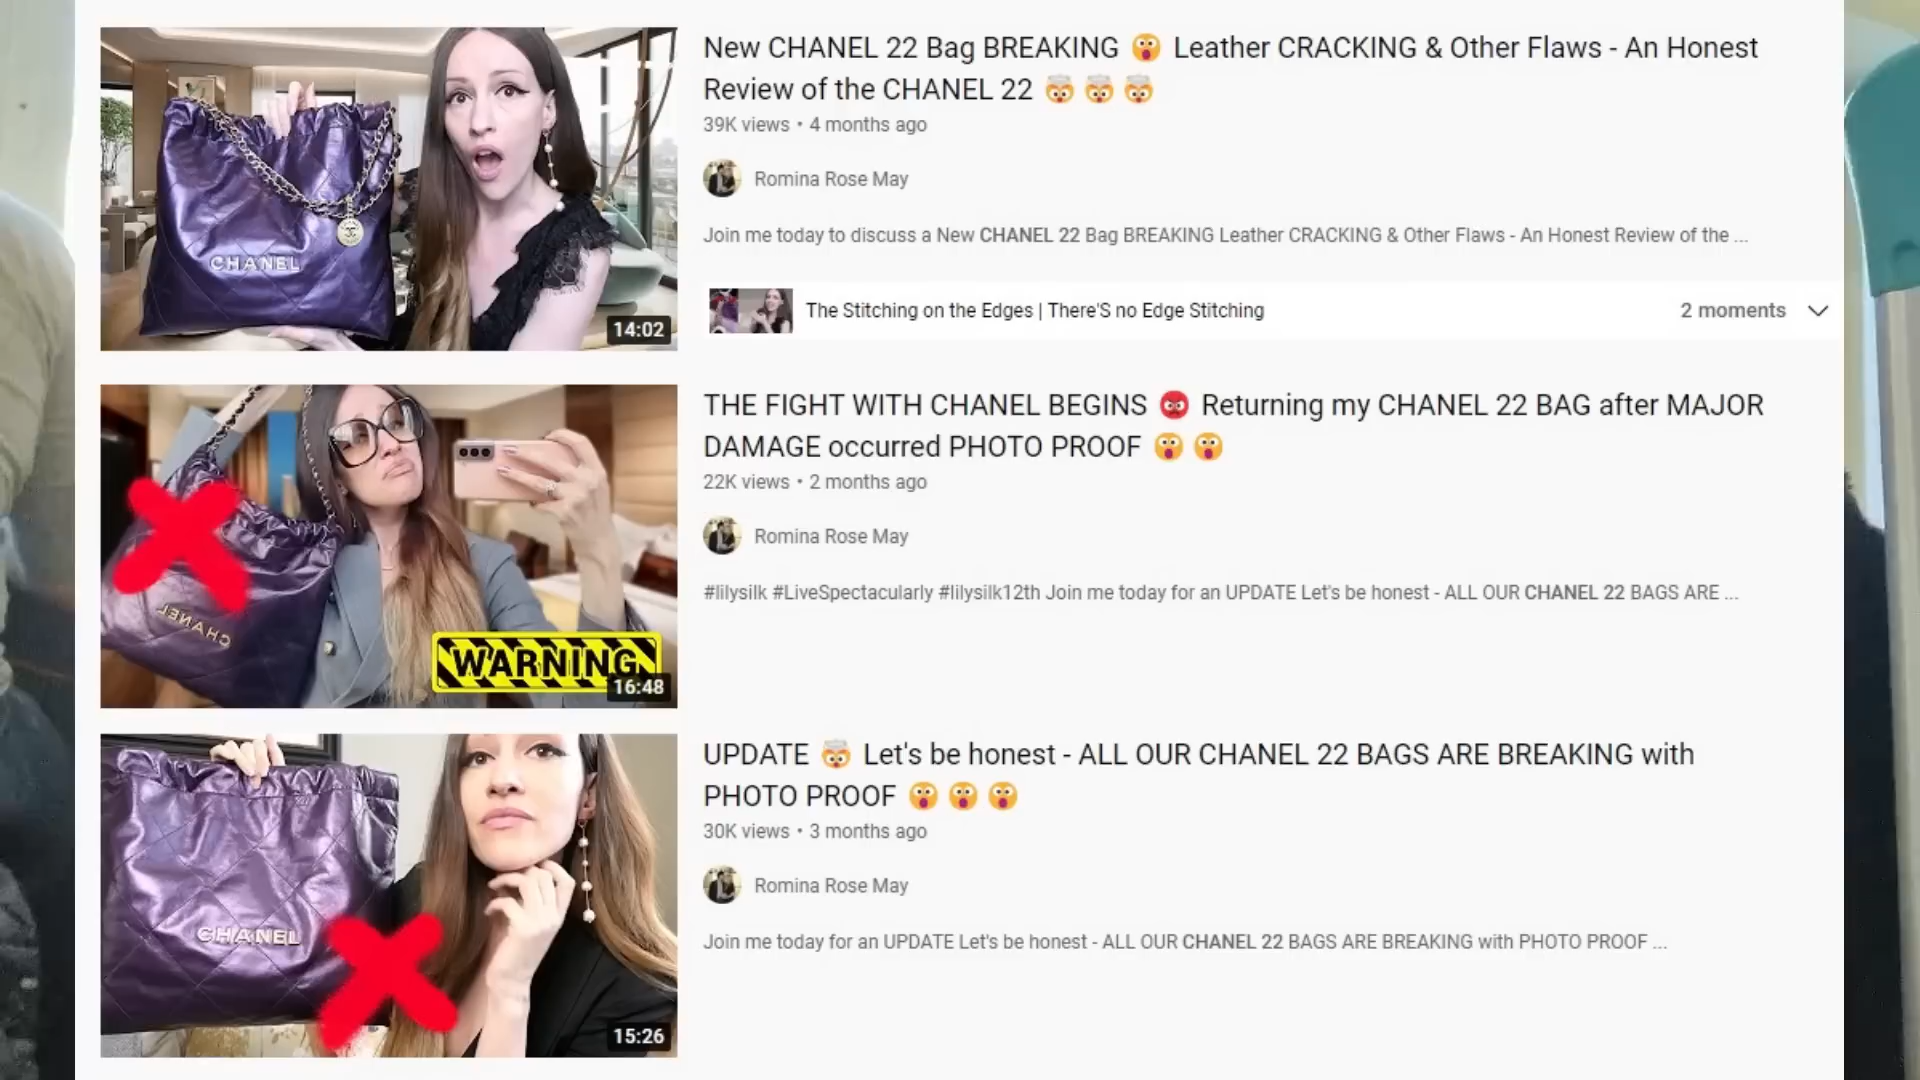 New CHANEL 22 Bag BREAKING 😲 Leather CRACKING & Other Flaws - An Honest
Review of the CHANEL 22 🤯 🤯 🤯
39K views • 4 months ago
Romina Rose May
Join me today to discuss a New CHANEL 22 Bag BREAKING Leather CRACKING & Other Flaws - An Honest Review of the ...
The Stitching on the Edges | There'S no Edge Stitching
2 moments
CHANEL
14:02
THE FIGHT WITH CHANEL BEGINS 😡 Returning my CHANEL 22 BAG after MAJOR
DAMAGE occurred PHOTO PROOF 😲 😲
22K views • 2 months ago
Romina Rose May
#lilysilk #LiveSpectacularly #lilysilk12th Join me today for an UPDATE Let's be honest - ALL OUR CHANEL 22 BAGS ARE ...
CHANEL
WARNING
16:48
UPDATE 🤯 Let's be honest - ALL OUR CHANEL 22 BAGS ARE BREAKING with
PHOTO PROOF 😲 😲 😲
30K views • 3 months ago
Romina Rose May
Join me today for an UPDATE Let's be honest - ALL OUR CHANEL 22 BAGS ARE BREAKING with PHOTO PROOF ...
CHANEL
15:26